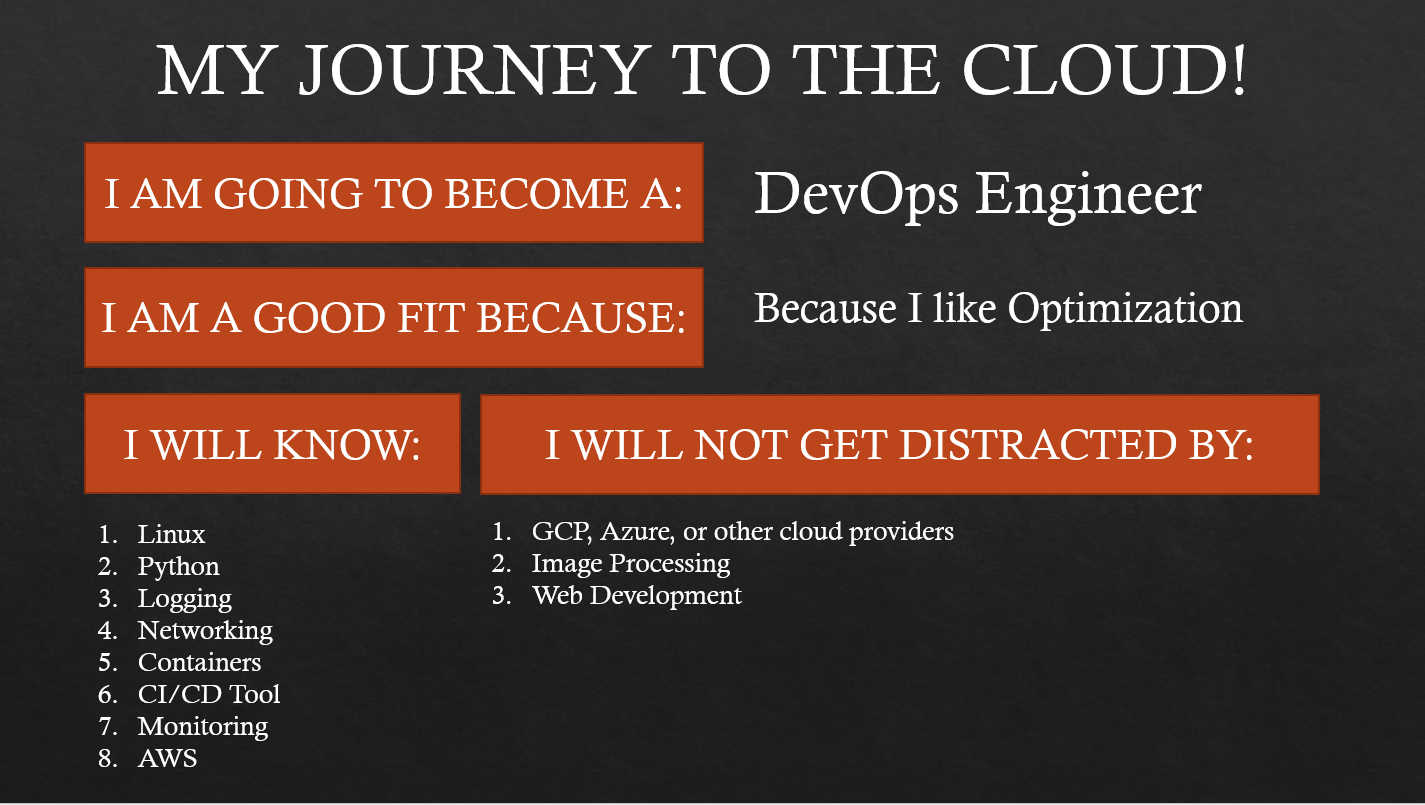 MY JOURNEY TO THE CLOUD!
I AM GOING TO BECOME A:
DevOps Engineer
I AM A GOOD FIT BECAUSE:
Because I like Optimization
I WILL KNOW:
1. Linux
2. Python
3. Logging
4. Networking
5. Containers
6. CI/CD Tool
7. Monitoring
8. AWS
I WILL NOT GET DISTRACTED BY:
1. GCP, Azure, or other cloud providers
2. Image Processing
3. Web Development